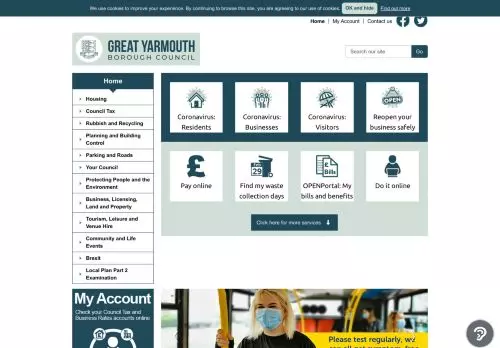 We use cookies to improve your experience. By continuing to browse this site, you are agreeing to our use of cookies. OK and hide Find out more
Home | My Account | Contact us
GREAT YARMOUTH
BOROUGH COUNCIL
Search our site Go
Home
Housing
Council Tax
Rubbish and Recycling
Planning and Building
Control
Parking and Roads
Your Council
Protecting People and the
Environment
Business, Licensing,
Land and Property
Tourism, Leisure and
Venue Hire
Community and Life
Events
Brexit
Local Plan Part 2
Examination
Coronavirus:
Residents
Coronavirus:
Businesses
Coronavirus:
Visitors
OPEN
Reopen your
business safely
£
Pay online
29
Find my waste
collection days
£
Bills
OPENPortal: My
bills and benefits
Do it online
Click here for more services
My Account
Check your Council Tax and
Business Rates accounts online
Please test regularly, we